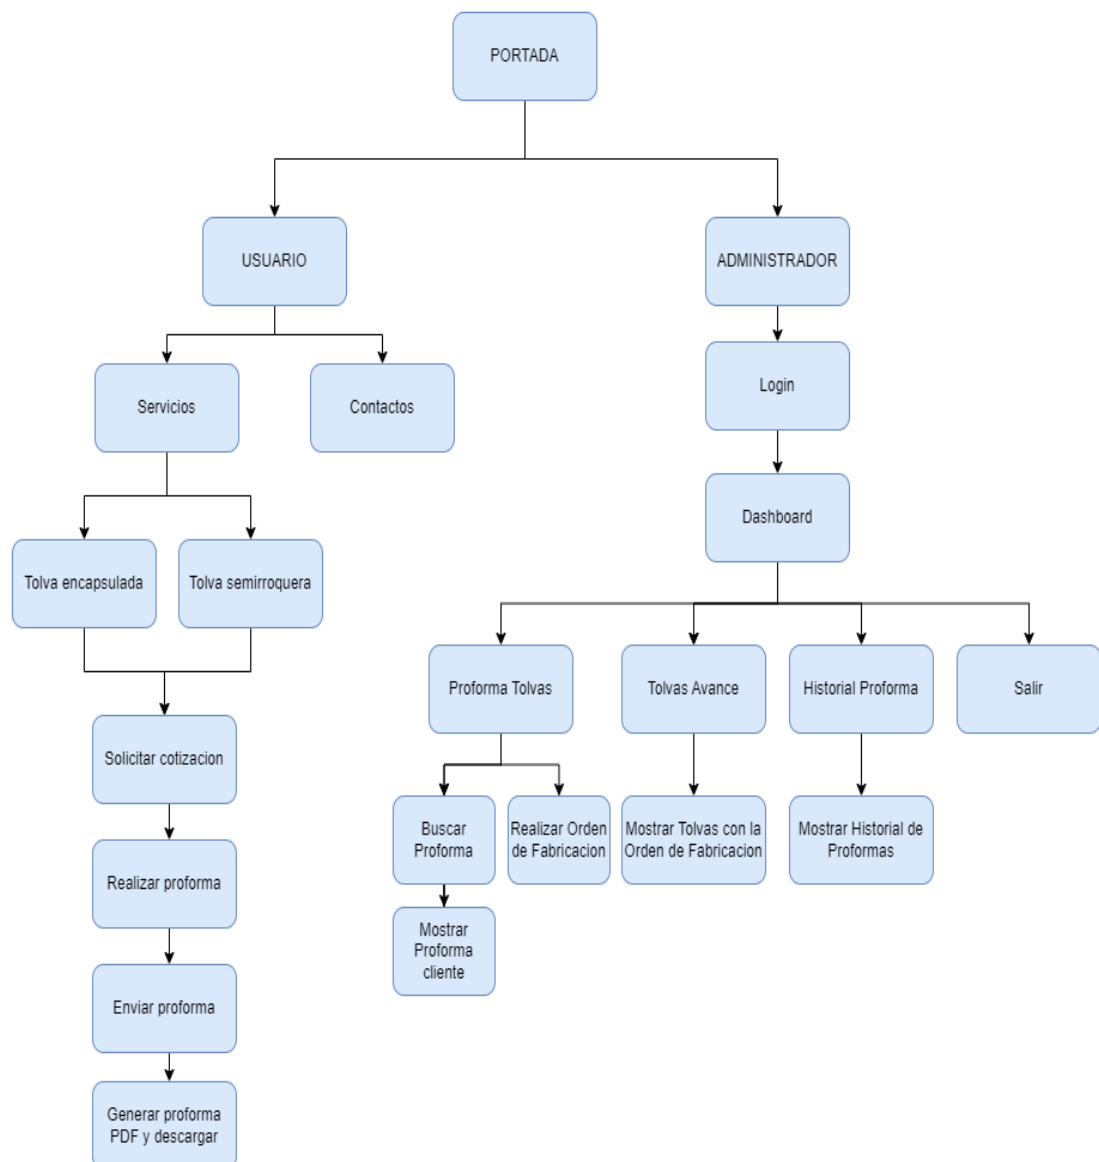 PORTADA
USUARIO
ADMINISTRADOR
Login
Servicios
Contactos
Dashboard
Tolva encapsulada
Tolva semirroquera
Proforma Tolvas
Tolvas Avance
Historial Proforma
Salir
Solicitar cotizacion
Buscar
Proforma
Realizar Orden
de Fabricacion
Mostrar Tolvas con la
Orden de Fabricacion
Mostrar Historial de
Proformas
Realizar proforma
Mostrar
Proforma
cliente
Enviar proforma
Generar proforma
PDF y descargar